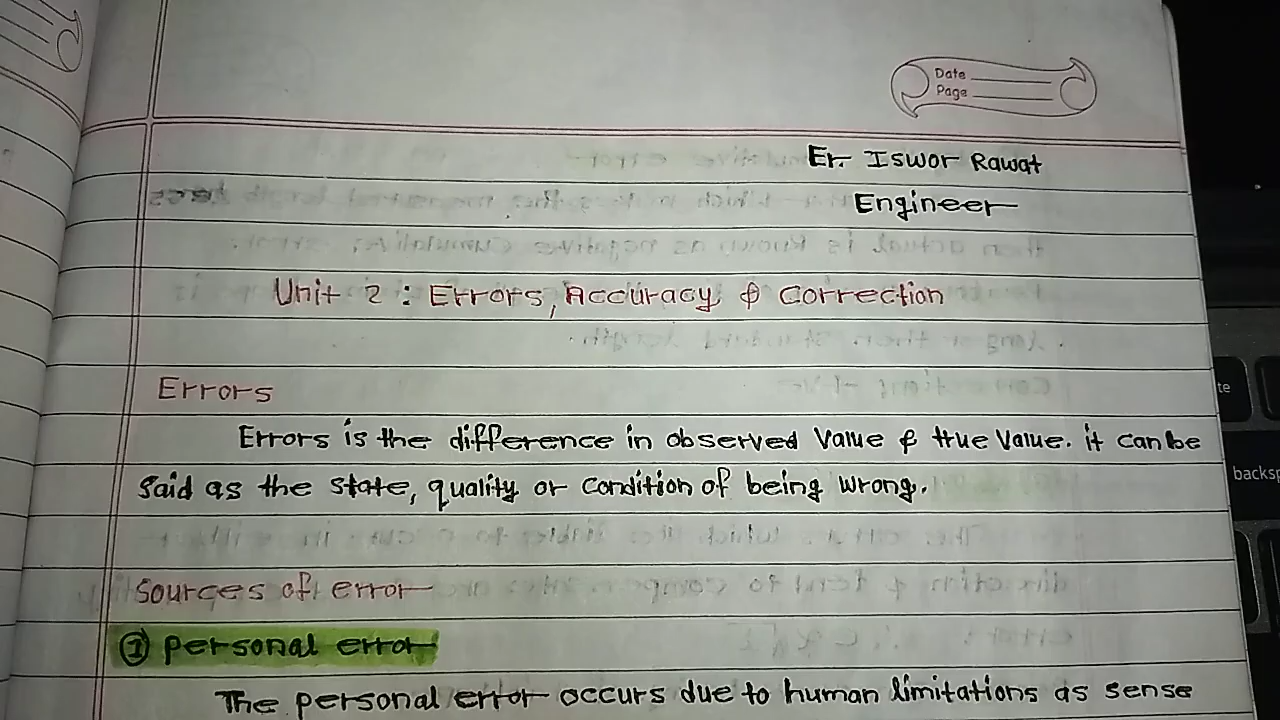 Date
Page
Er. Iswor Rawat
Engineer
Unit 2 : Errors, Accuracy & Correction
Errors
Errors is the difference in observed value & true value. it can be
said as the state, quality or condition of being wrong.
Sources of error
① personal error
The personal error occurs due to human limitations as sense
te
backsp